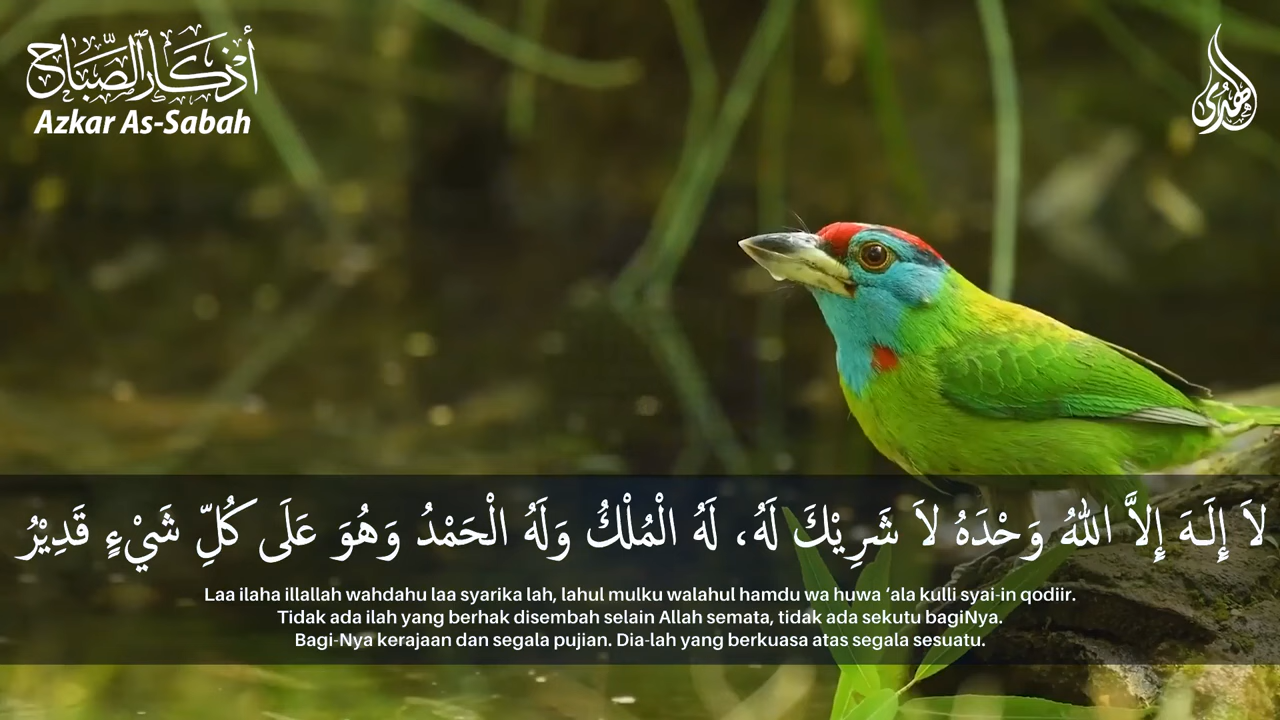 أذكار الصباح
Azkar As-Sabah
الهدى
لاَ إِلَهَ إِلاَّ اللهُ وَحْدَهُ لاَ شَرِيْكَ لَهُ، لَهُ الْمُلْكُ وَلَهُ الْحَمْدُ وَهُوَ عَلَى كُلِّ شَيْءٍ قَدِيْرُ
Laa ilaha illallah wahdahu laa syarika lah, lahul mulku walahul hamdu wa huwa ‘ala kulli syai-in qodiir.
Tidak ada ilah yang berhak disembah selain Allah semata, tidak ada sekutu bagiNya.
Bagi-Nya kerajaan dan segala pujian. Dia-lah yang berkuasa atas segala sesuatu.